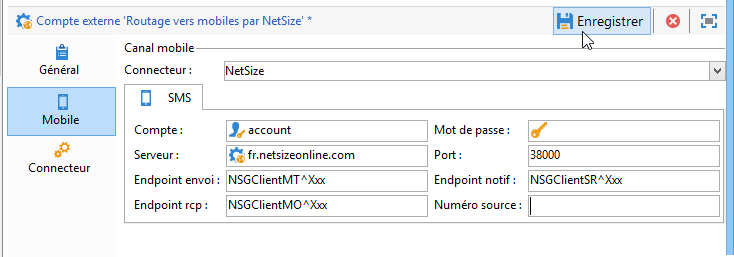 Compte externe 'Routage vers mobiles par NetSize' *
Enregistrer
Général
Mobile
Connecteur
Canal mobile
Connecteur : NetSize
SMS
Compte : account Mot de passe :
Serveur : fr.netsizeonline.com Port : 38000
Endpoint envoi : NSGClientMT^Xxx Endpoint notif : NSGClientSR^Xxx
Endpoint rcp : NSGClientMO^Xxx Numéro source :